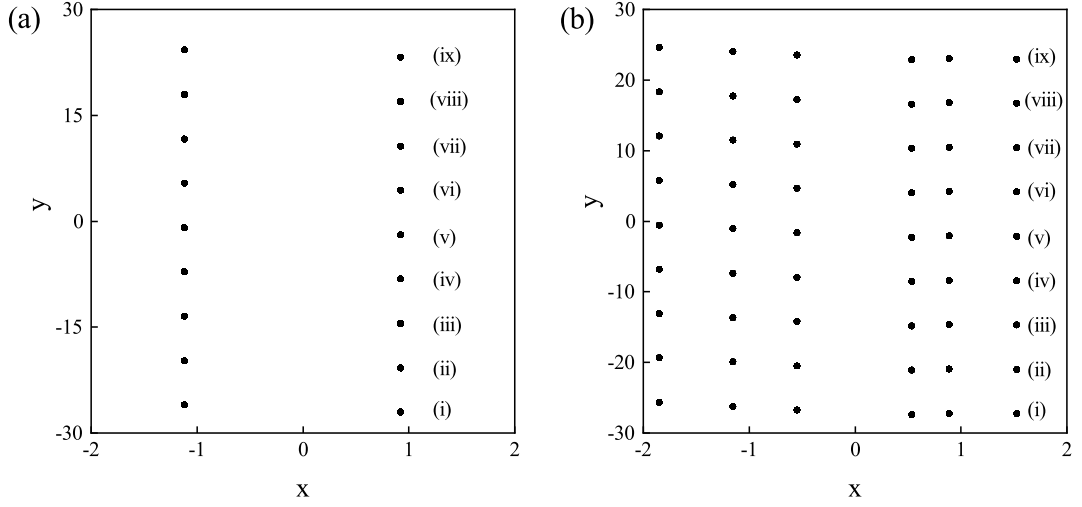 (a)
30
15
0
-15
-30
y
-2
-1
0
1
2
x
(ix)
(viii)
(vii)
(vi)
(v)
(iv)
(iii)
(ii)
(i)
(b)
30
20
10
0
-10
-20
-30
y
-2
-1
0
1
2
x
(ix)
(viii)
(vii)
(vi)
(v)
(iv)
(iii)
(ii)
(i)